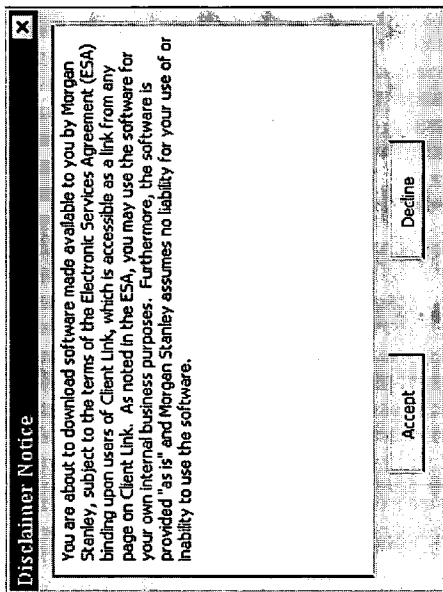 Disclaimer Notice
You are about to download software made available to you by Morgan
Stanley, subject to the terms of the Electronic Services Agreement (ESA)
binding upon users of Client Link, which is accessible as a link from any
page on Client Link. As noted in the ESA, you may use the software for
your own internal business purposes. Furthermore, the software is
provided "as is" and Morgan Stanley assumes no liability for your use of or
inability to use the software.
Accept
Decline